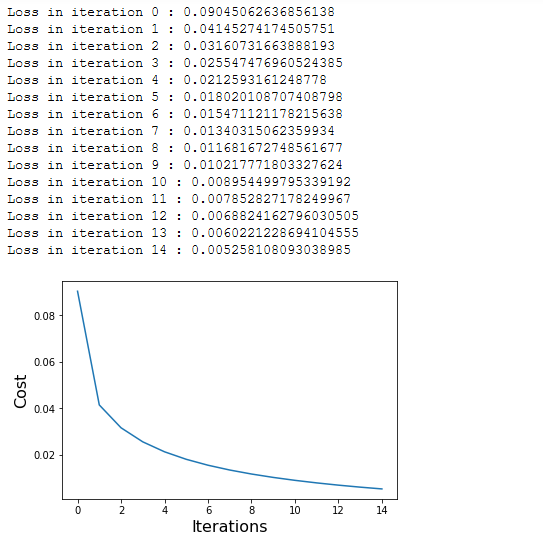 Loss in iteration 0 : 0.09045062636856138
Loss in iteration 1 : 0.04145274174505751
Loss in iteration 2 : 0.03160731663888193
Loss in iteration 3 : 0.025547476960524385
Loss in iteration 4 : 0.0212593161248778
Loss in iteration 5 : 0.018020108707408798
Loss in iteration 6 : 0.015471121178215638
Loss in iteration 7 : 0.01340315062359934
Loss in iteration 8 : 0.011681672748561677
Loss in iteration 9 : 0.010217771803327624
Loss in iteration 10 : 0.008954499795339192
Loss in iteration 11 : 0.007852827178249967
Loss in iteration 12 : 0.006882416279603050​5
Loss in iteration 13 : 0.0060221228694104555
Loss in iteration 14 : 0.005258108093038985
0.08
0.06
0.04
0.02
Cost
0 2 4 6 8 10 12 14
Iterations